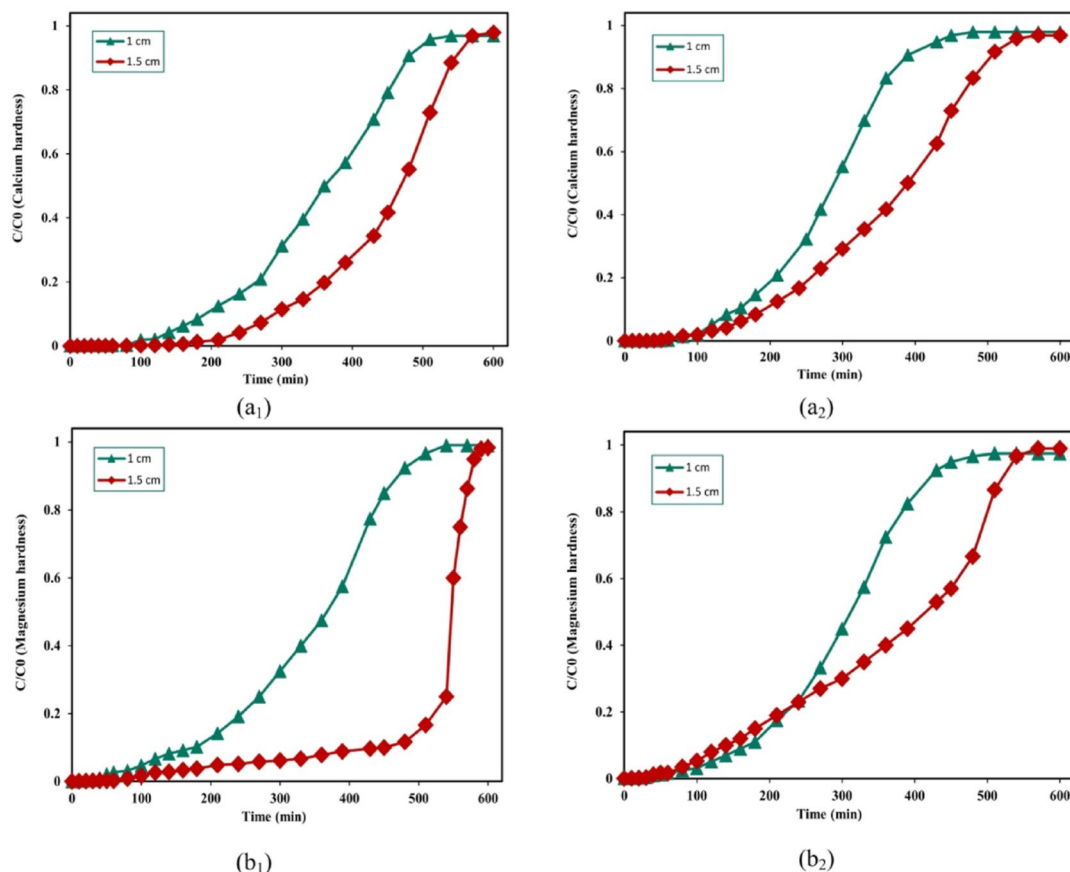 C/C0 (Calcium hardness)
1
0.8
0.6
0.4
0.2
0
1 cm
1.5 cm
0 100 200 300 400 500 600
Time (min)
(a1)
C/C0 (Calcium hardness)
1
0.8
0.6
0.4
0.2
0
1 cm
1.5 cm
0 100 200 300 400 500 600
Time (min)
(a2)
C/C0 (Magnesium hardness)
1
0.8
0.6
0.4
0.2
0
1 cm
1.5 cm
0 100 200 300 400 500 600
Time (min)
(b1)
C/C0 (Magnesium hardness)
1
0.8
0.6
0.4
0.2
0
1 cm
1.5 cm
0 100 200 300 400 500 600
Time (min)
(b2)